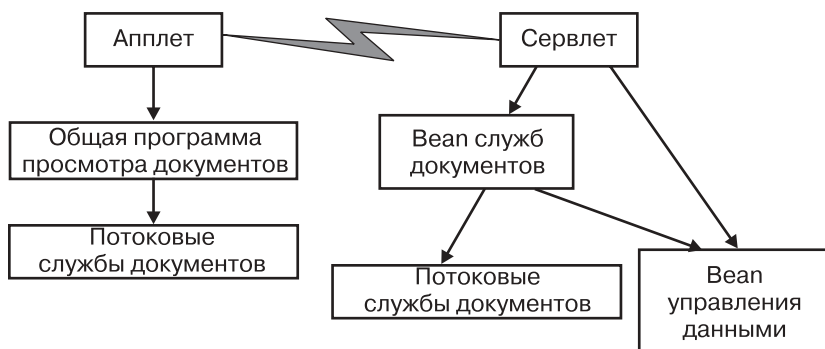 Апплет
Сервлет
Общая программа
просмотра документов
Bean служб
документов
Потоковые
службы документов
Потоковые
службы документов
Bean
управления
данными